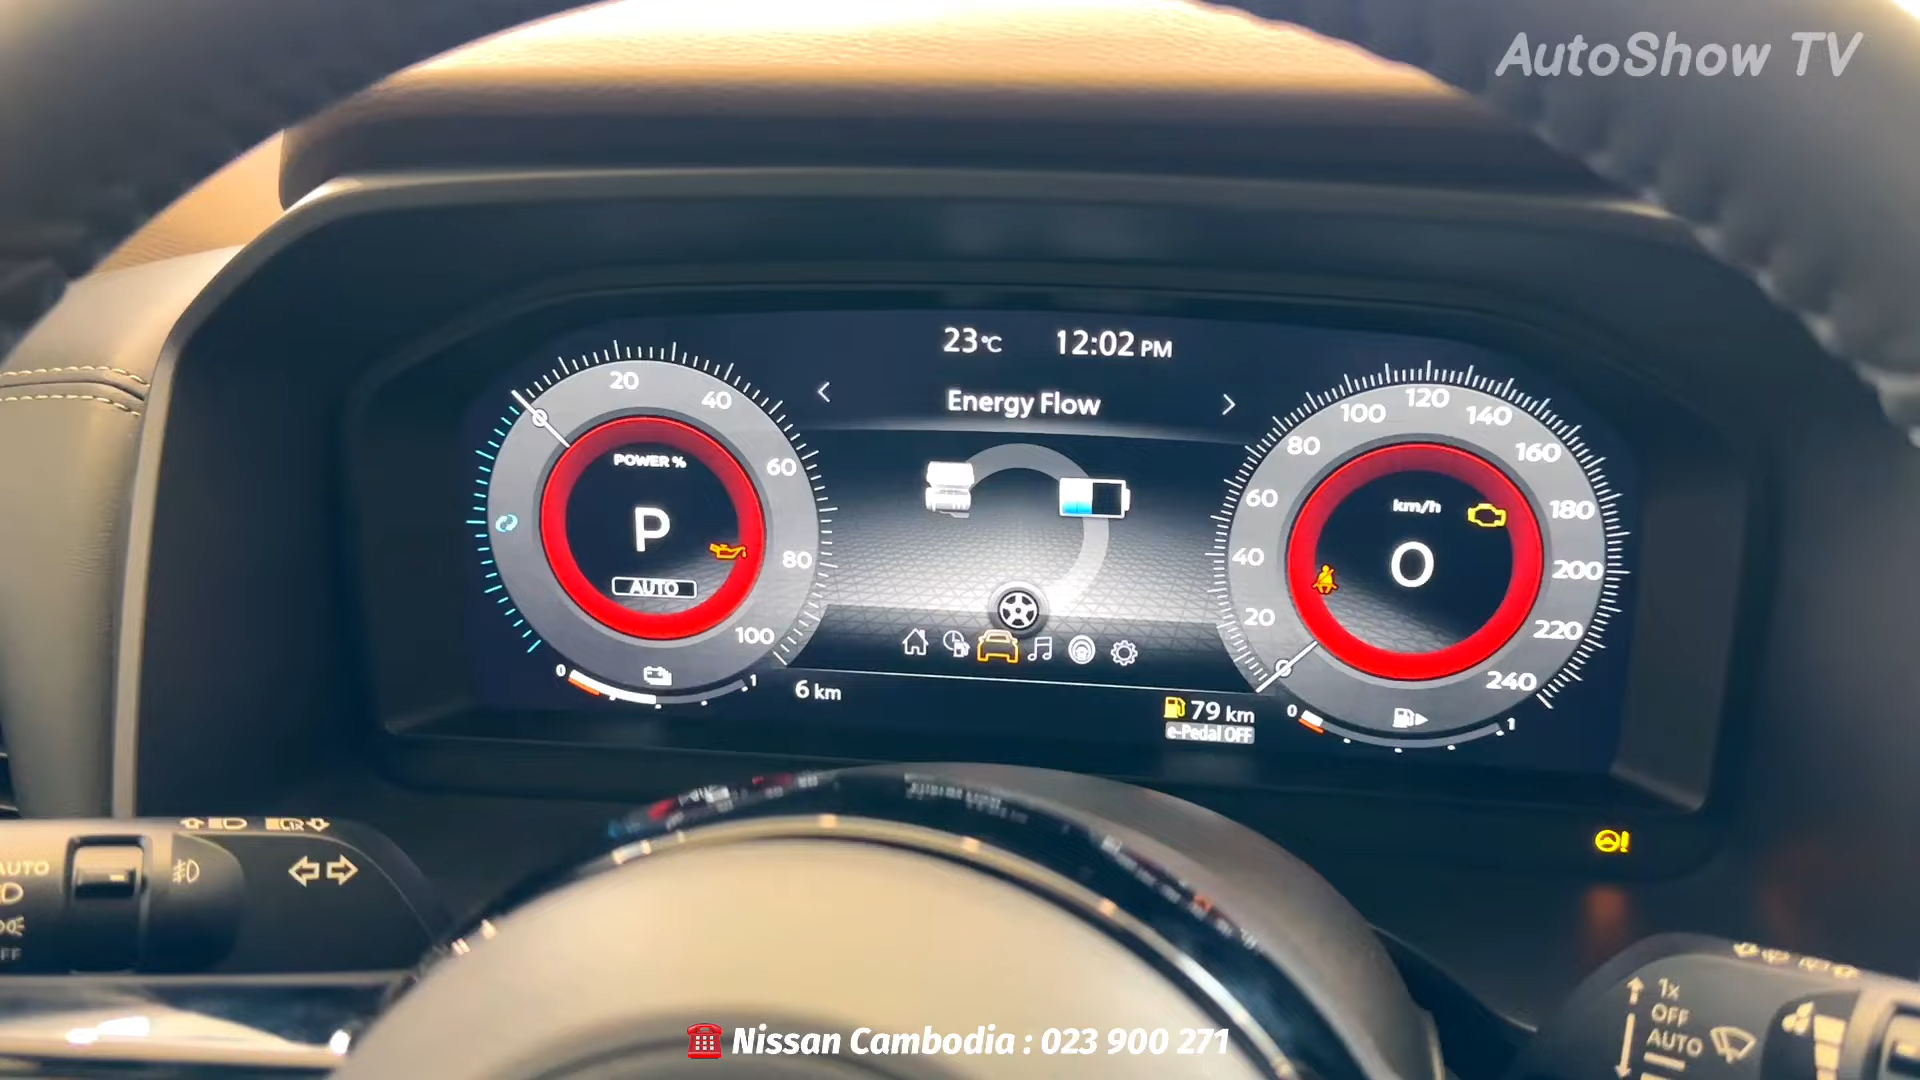 AutoShow TV
23°C 12:02 PM
< Energy Flow >
POWER %
P
AUTO
20
40
60
80
100
0 1
km/h
0
20
40
60
80
100
120
140
160
180
200
220
240
0 1
6 km
79 km
e-Pedal OFF
AUTO
1x
OFF
AUTO
Nissan Cambodia : 023 900 271